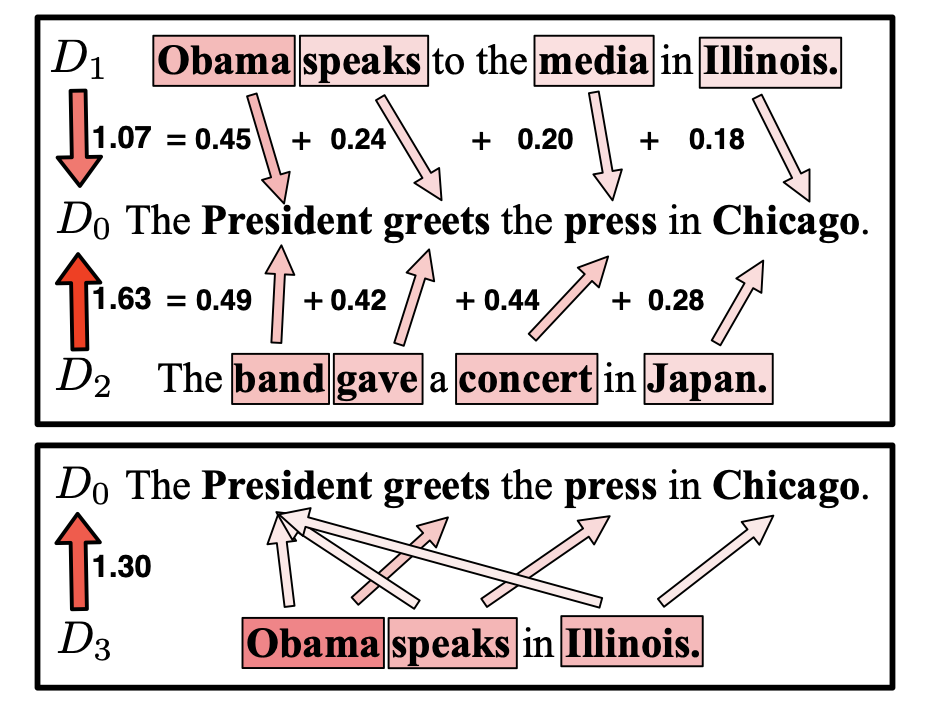 D1 Obama speaks to the media in Illinois.
1.07 = 0.45 + 0.24 + 0.20 + 0.18
D0 The President greets the press in Chicago.
1.63 = 0.49 + 0.42 + 0.44 + 0.28
D2 The band gave a concert in Japan.
D0 The President greets the press in Chicago.
1.30
D3 Obama speaks in Illinois.